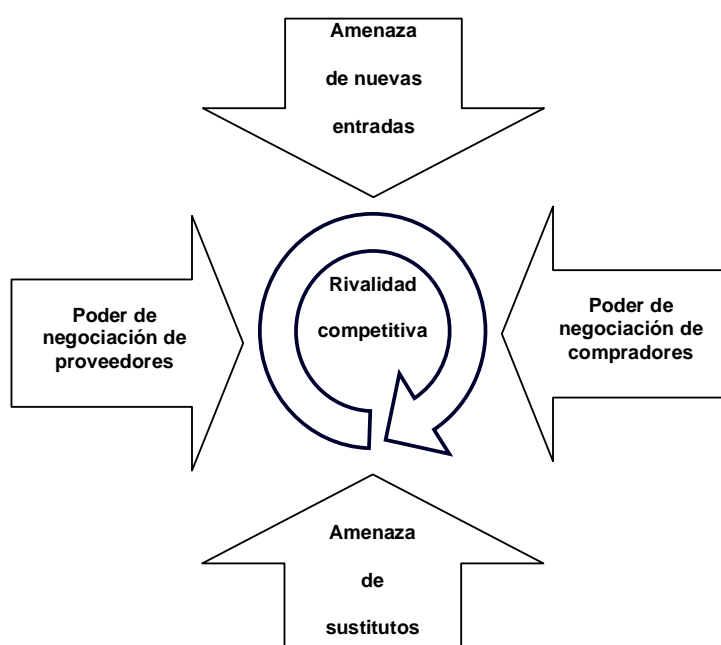 Amenaza
de nuevas
entradas
Poder de
negociación de
proveedores
Rivalidad
competitiva
Poder de
negociación de
compradores
Amenaza
de
sustitutos